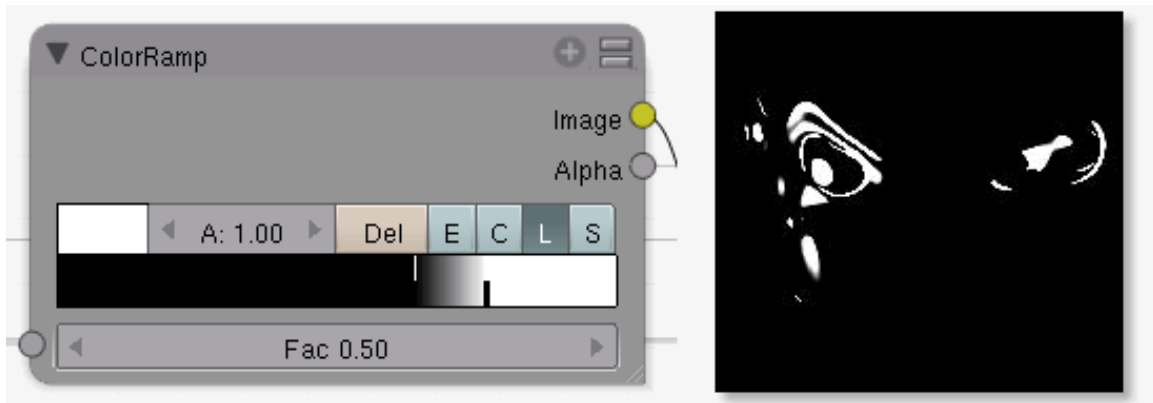 ColorRamp
Image
Alpha
A: 1.00 Del E C L S
Fac 0.50